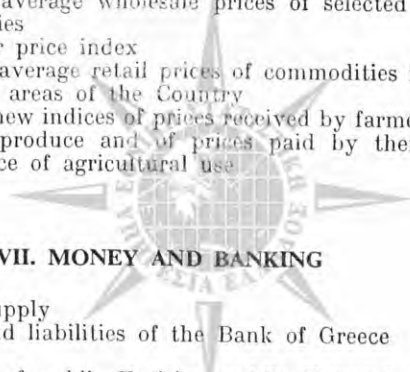 average wholesale prices of selected
ies
r price index
average retail prices of commodities
areas of the Country
new indices of prices received by farme
produce and of prices paid by the
ce of agricultural use
VII. MONEY AND BANKING
pply
d liabilities of the Bank of Greece